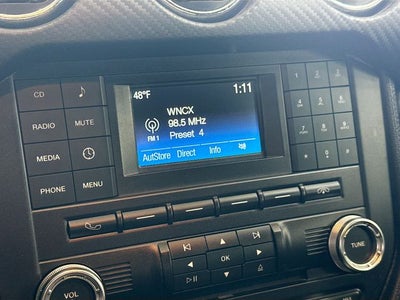 48°F 1:11
WNCX
98.5 MHz
FM 1 Preset 4
AutoStore Direct Info
CD
RADIO MUTE
MEDIA
PHONE MENU
1 2 3
4 5 6
7 8 9
* 0 #
OK
VOL
TUNE